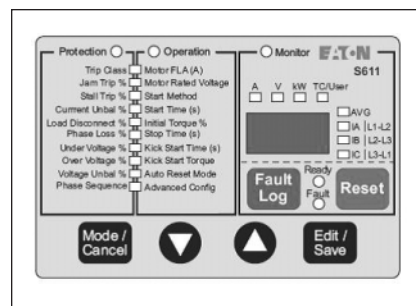 Protection
Operation
Monitor
EATON
S611
Trip Class
Motor FLA (A)
Jam Trip %
Motor Rated Voltage
Stall Trip %
Start Method
Current Unbal %
Start Time (s)
Load Disconnect %
Initial Torque %
Phase Loss %
Stop Time (s)
Under Voltage %
Kick Start Time (s)
Over Voltage %
Kick Start Torque
Voltage Unbal %
Auto Reset Mode
Phase Sequence
Advanced Config
A V kW TC/User
AVG
IA L1-L2
IB L2-L3
IC L3-L1
Ready
Fault
Fault
Log
Reset
Mode /
Cancel
Edit /
Save